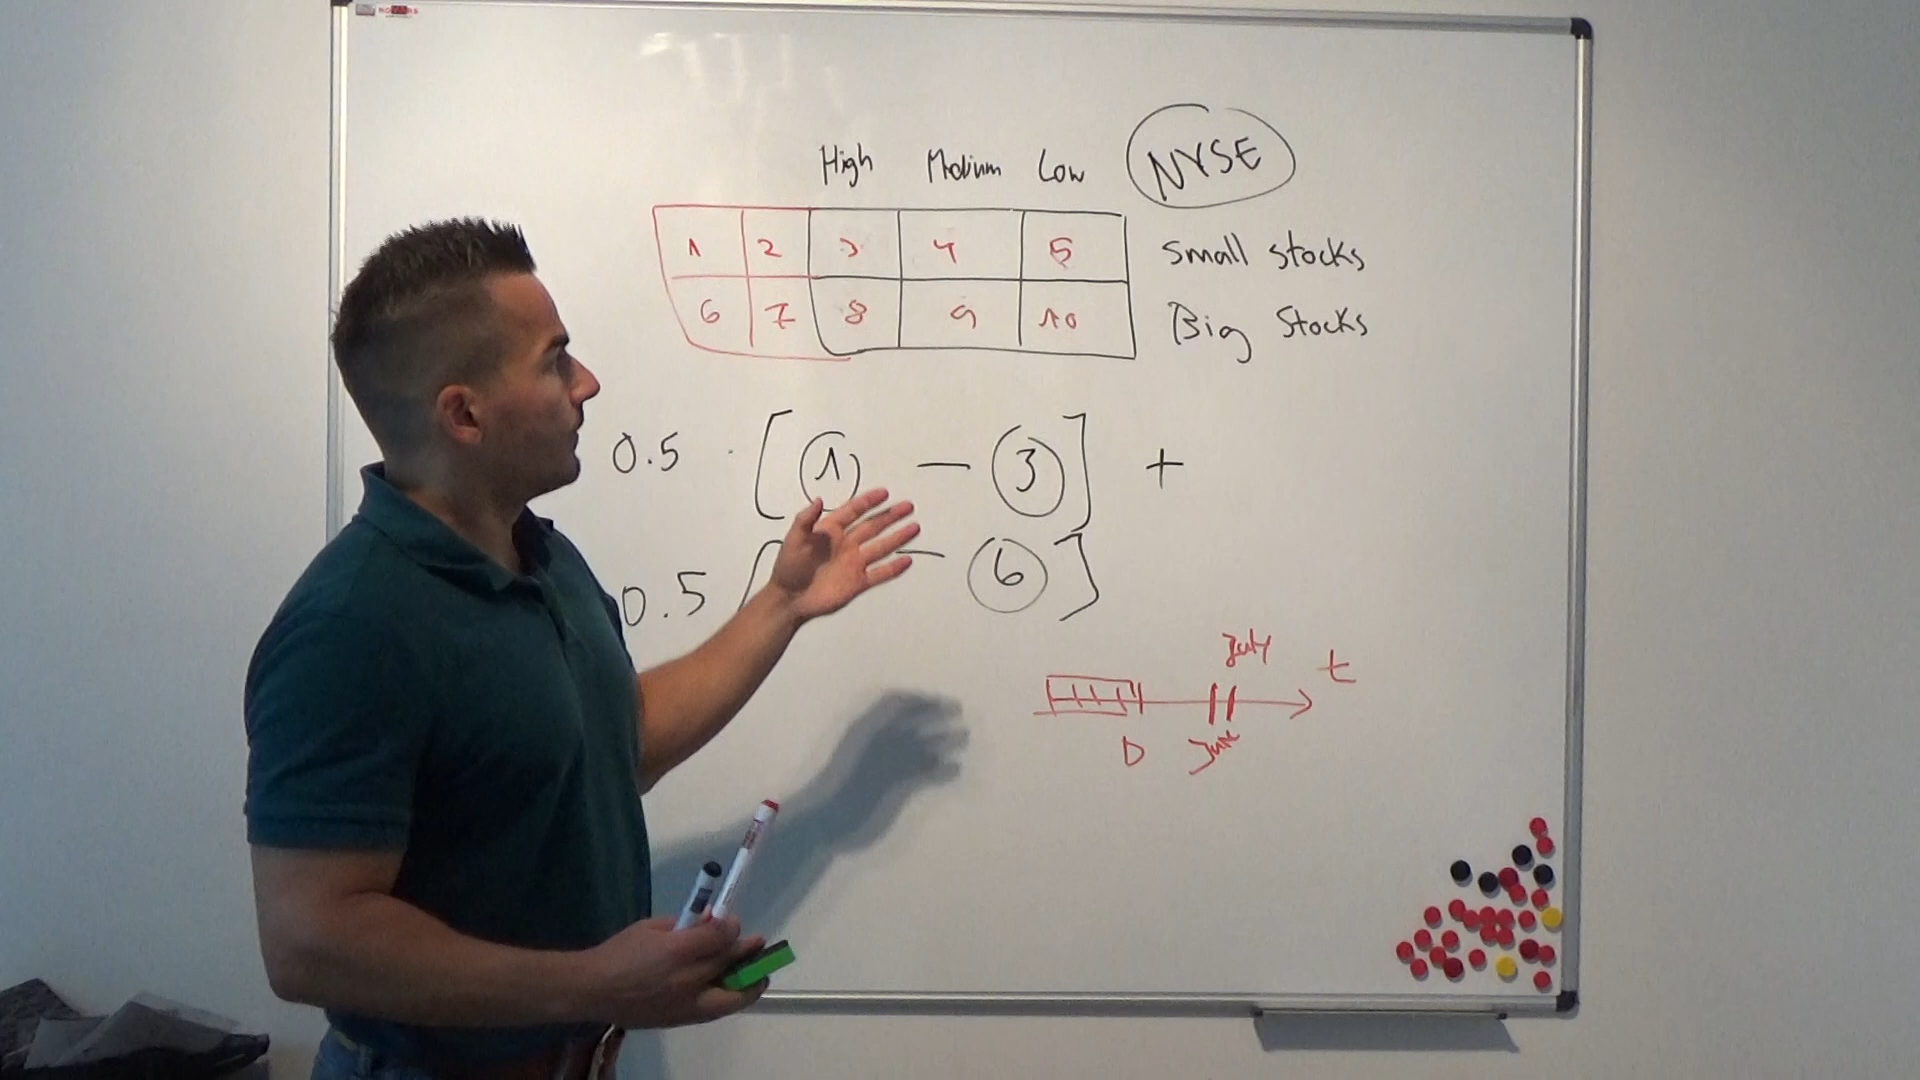 High Medium Low NYSE
1 2 3 4 5 Small stocks
6 7 8 9 10 Big Stocks
0.5 · [ 1 — 3 ] +
0.5 [ — 6 ]
July
t
D June